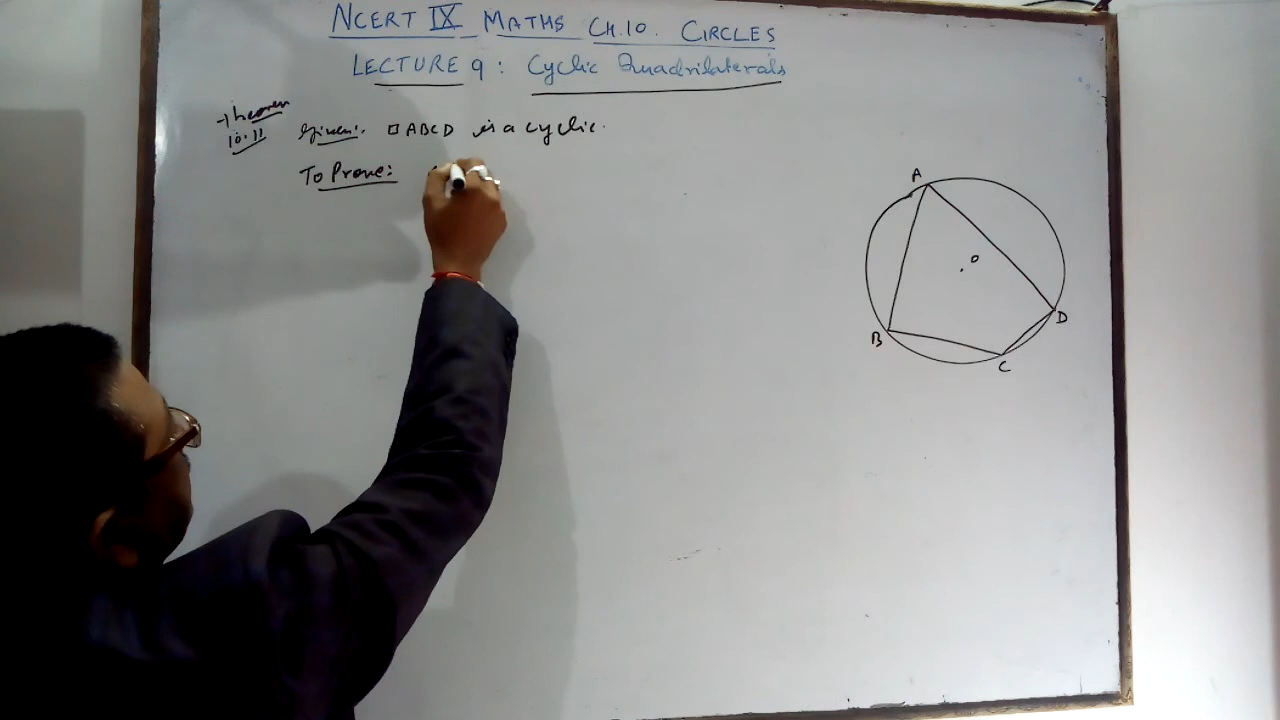 NCERT IX MATHS CH.10. CIRCLES
LECTURE 9: Cyclic Quadrilaterals
Theorem
10.11
Given: □ABCD is a cyclic.
To Prove:
A
O
B
D
C